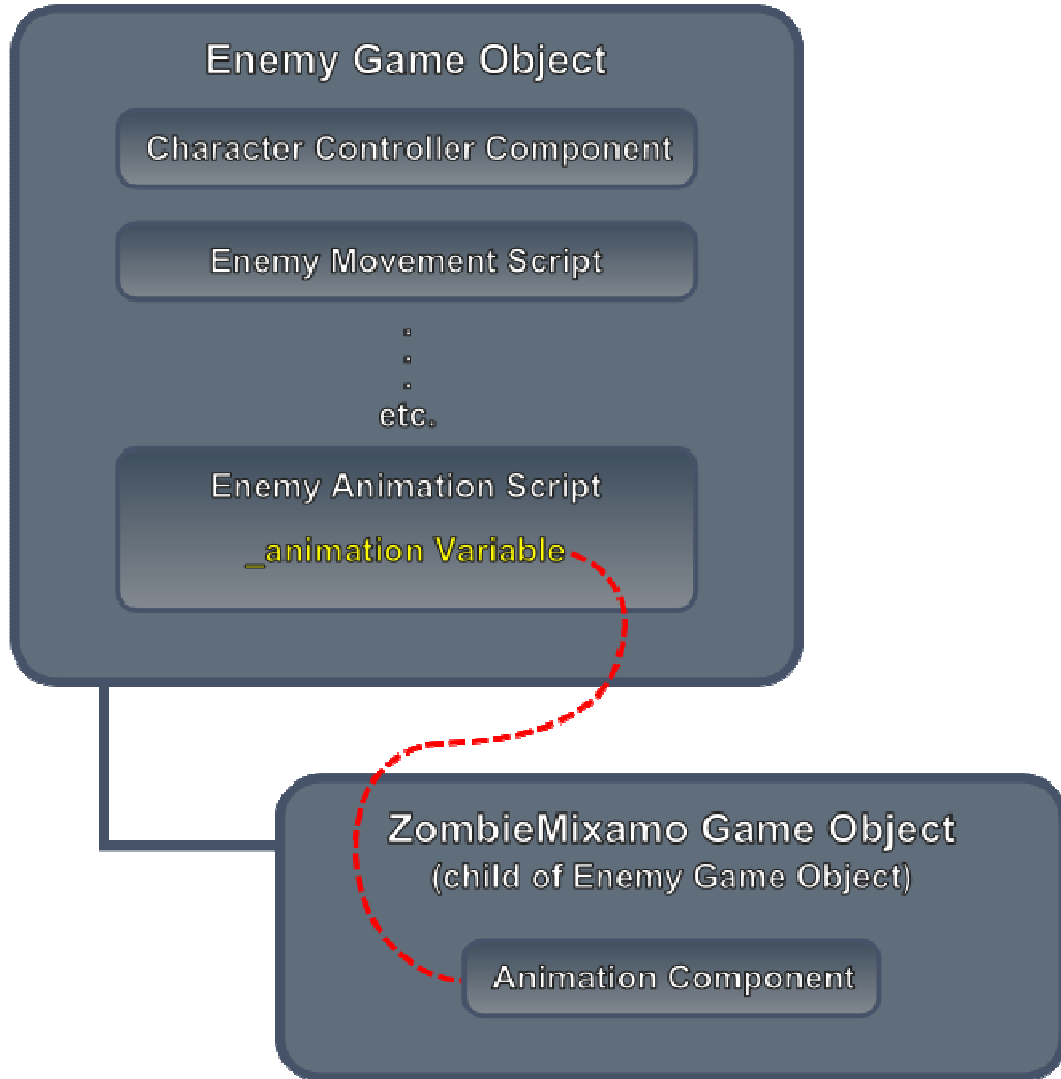 Enemy Game Object
Character Controller Component
Enemy Movement Script
.
.
.
etc.
Enemy Animation Script
_animation Variable
ZombieMixamo Game Object
(child of Enemy Game Object)
Animation Component